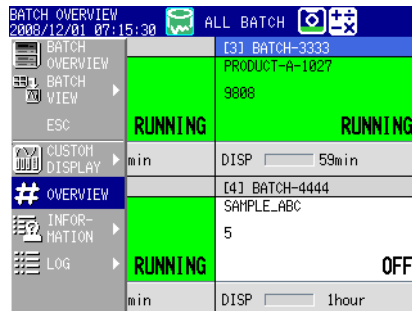 BATCH OVERVIEW
2008/12/01 07:15:30
ALL BATCH
BATCH
OVERVIEW
BATCH
VIEW
ESC
CUSTOM
DISPLAY
# OVERVIEW
INFOR-
MATION
LOG
RUNNING
min
RUNNING
min
[3] BATCH-3333
PRODUCT-A-1027
9808
RUNNING
DISP 59min
[4] BATCH-4444
SAMPLE_ABC
5
OFF
DISP 1hour